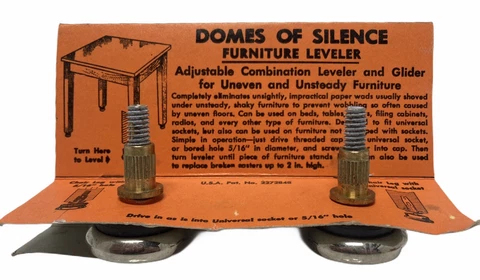 DOMES OF SILENCE
FURNITURE LEVELER
Adjustable Combination Leveler and Glider
for Uneven and Unsteady Furniture
Completely eliminates unsightly, impractical paper wads usually shoved
under unsteady, shaky furniture to prevent wobbling so often caused
by uneven floors. Can be used on beds, tables, filing cabinets,
radios, and every other type of furniture. to fit universal
sockets, but also can be used on furniture not with sockets.
Simple in operation—just drive threaded cap universal socket
or bored hole 5/16" in diameter, and screw into cap. Then
turn leveler until piece of furniture stands also be used
to replace broken casters up to 2 in. high.
Turn Here
to Level
U.S.A. Pat. No.
Leg with
socket
Drive in as is into Universal socket or 5/16" hole